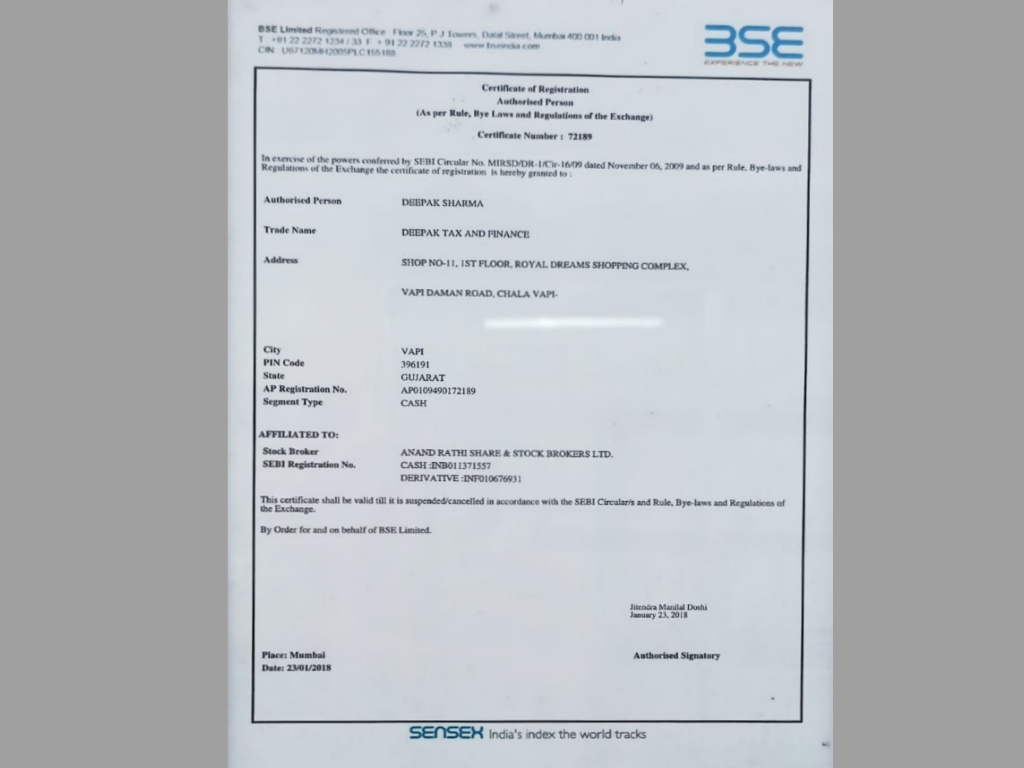 BSE Limited Registered Office : Floor 25, P J Towers, Dalal Street, Mumbai 400 001 India
T +91 22 2272 1234 / 33 F + 91 22 2272 1339 www.bseindia.com
CIN U67120MH2005PLC155188
BSE
EXPERIENCE THE NEW
Certificate of Registration
Authorised Person
(As per Rule, Bye Laws and Regulations of the Exchange)
Certificate Number : 72189
In exercise of the powers conferred by SEBI Circular No. MIRSD/DR-1/Cir-16/09 dated November 06, 2009 and as per Rule, Bye-laws and
Regulations of the Exchange the certificate of registration is hereby granted to :
Authorised Person DEEPAK SHARMA
Trade Name DEEPAK TAX AND FINANCE
Address SHOP NO-11, 1ST FLOOR, ROYAL DREAMS SHOPPING COMPLEX,
VAPI DAMAN ROAD, CHALA VAPI-
City VAPI
PIN Code 396191
State GUJARAT
AP Registration No. AP0109490172189
Segment Type CASH
AFFILIATED TO:
Stock Broker ANAND RATHI SHARE & STOCK BROKERS LTD.
SEBI Registration No. CASH :INB011371557
DERIVATIVE :INF010676931
This certificate shall be valid till it is suspended/cancelled in accordance with the SEBI Circular/s and Rule, Bye-laws and Regulations of
the Exchange.
By Order for and on behalf of BSE Limited.
Jitendra Manilal Doshi
January 23, 2018
Place: Mumbai
Date: 23/01/2018
Authorised Signatory
SENSEX India's index the world tracks